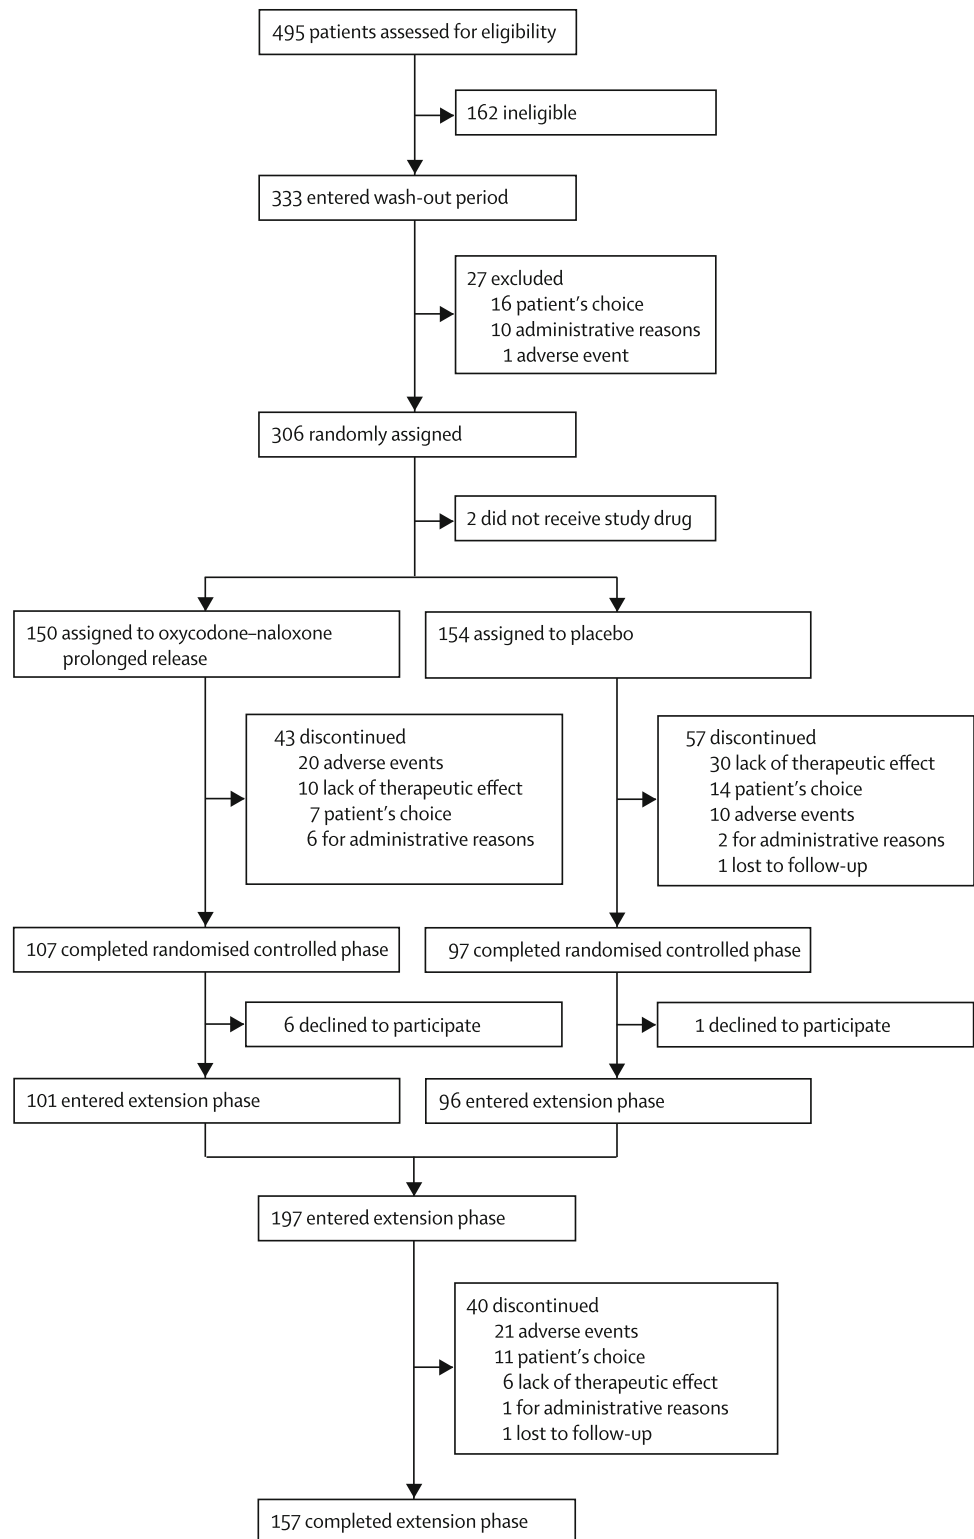 495 patients assessed for eligibility
162 ineligible
333 entered wash-out period
27 excluded
16 patient's choice
10 administrative reasons
1 adverse event
306 randomly assigned
2 did not receive study drug
150 assigned to oxycodone–naloxone
prolonged release
154 assigned to placebo
43 discontinued
20 adverse events
10 lack of therapeutic effect
7 patient's choice
6 for administrative reasons
57 discontinued
30 lack of therapeutic effect
14 patient's choice
10 adverse events
2 for administrative reasons
1 lost to follow-up
107 completed randomised controlled phase
97 completed randomised controlled phase
6 declined to participate
1 declined to participate
101 entered extension phase
96 entered extension phase
197 entered extension phase
40 discontinued
21 adverse events
11 patient's choice
6 lack of therapeutic effect
1 for administrative reasons
1 lost to follow-up
157 completed extension phase